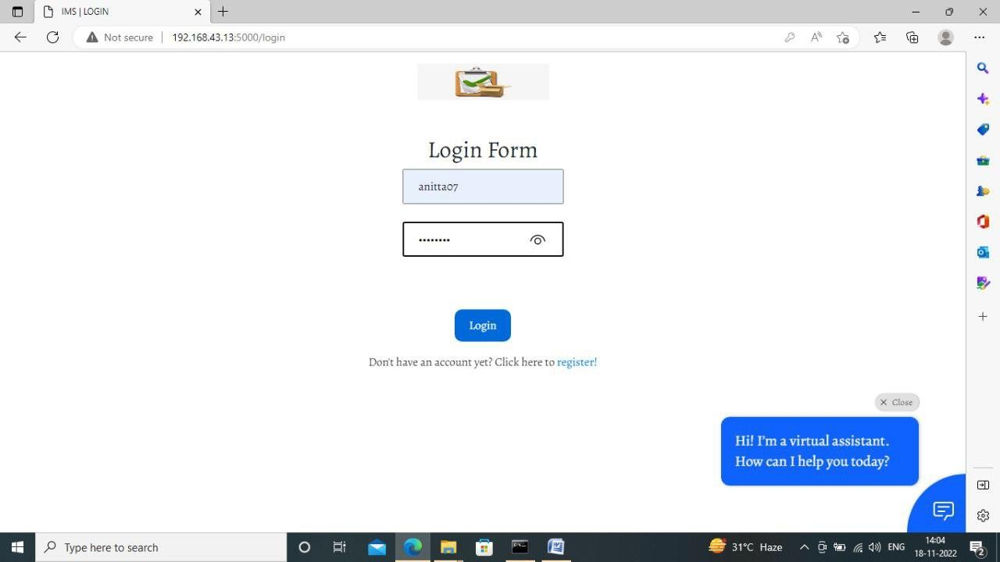 IMS | LOGIN
Not secure
192.168.43.13:5000/login
Login Form
anitta07
••••••••
Login
Don't have an account yet? Click here to register!
Close
Hi! I'm a virtual assistant.
How can I help you today?
Type here to search
31°C Haze
ENG
14:04
18-11-2022
2